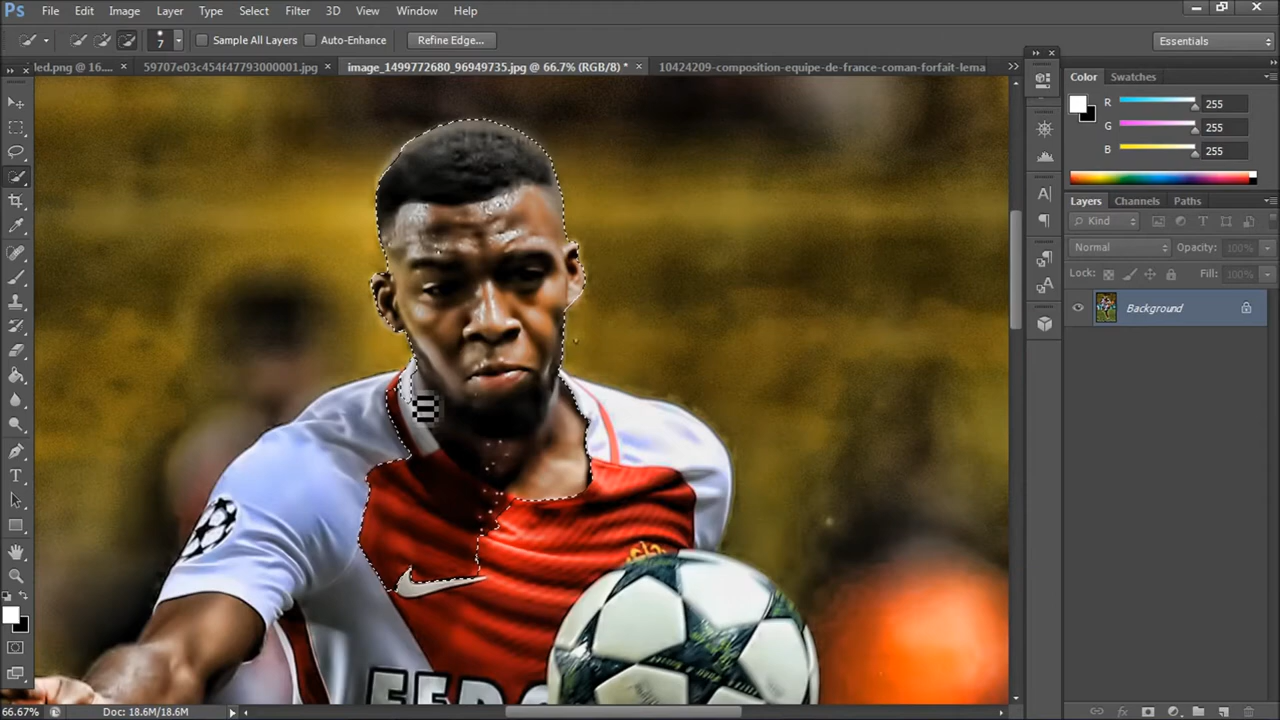 Ps File Edit Image Layer Type Select Filter 3D View Window Help
7 Sample All Layers Auto-Enhance Refine Edge... Essentials
led.png @ 16.... × 59707e03c454f47793000001.jpg × image_1499772680_96949735.jpg @ 66.7% (RGB/8) * × 10424209-composition-equipe-de-france-coman-forfait-lema
Color Swatches
R 255
G 255
B 255
Layers Channels Paths
Kind
Normal Opacity: 100%
Lock: Fill: 100%
Background
FEDO
66.67% Doc: 18.6M/18.6M